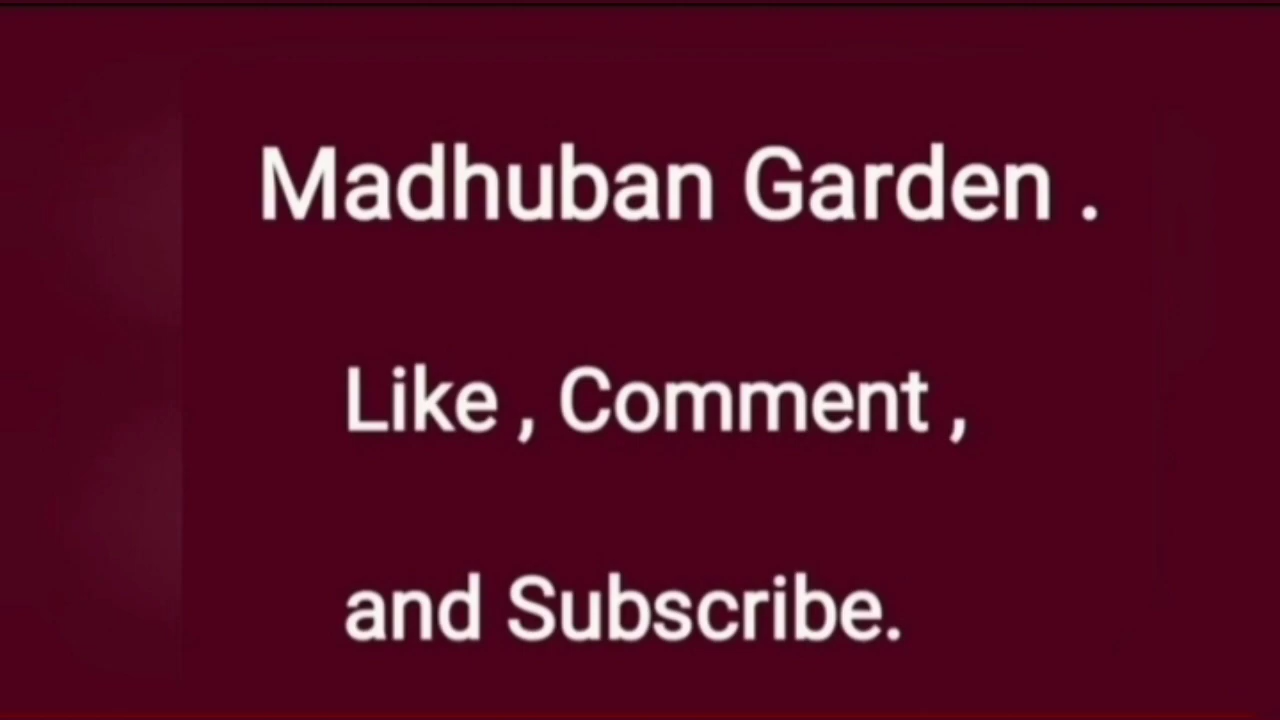 Madhuban Garden .
Like , Comment ,
and Subscribe.